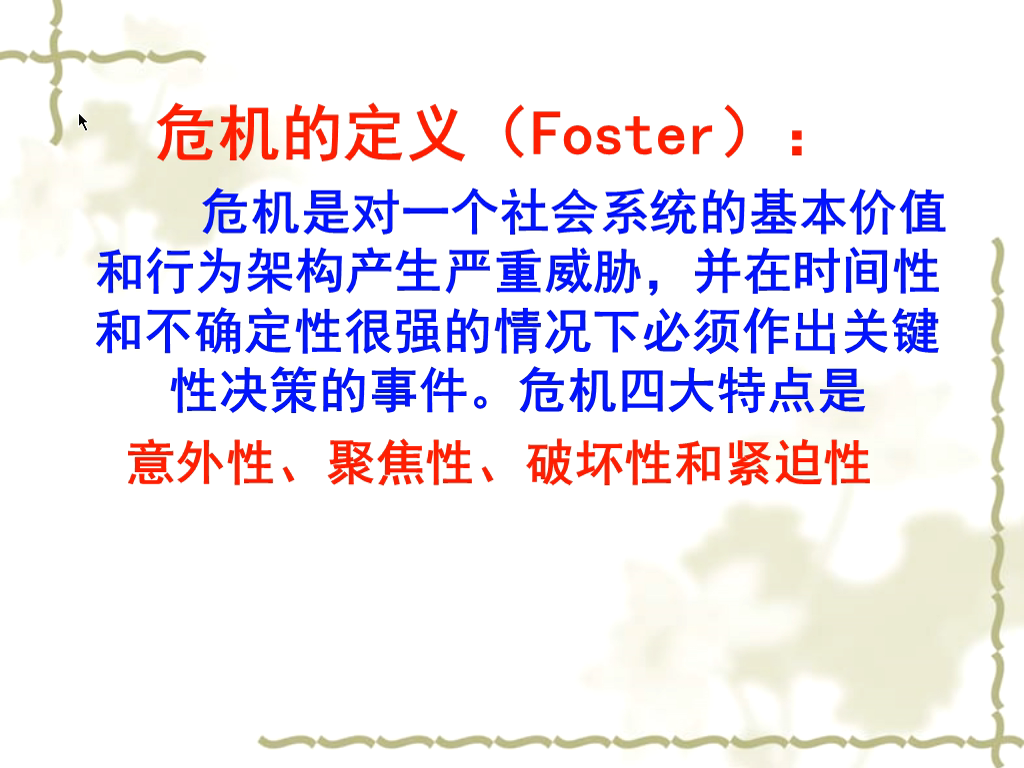 危机的定义（Foster）：
危机是对一个社会系统的基本价值
和行为架构产生严重威胁，并在时间性
和不确定性很强的情况下必须作出关键
性决策的事件。危机四大特点是
意外性、聚焦性、破坏性和紧迫性